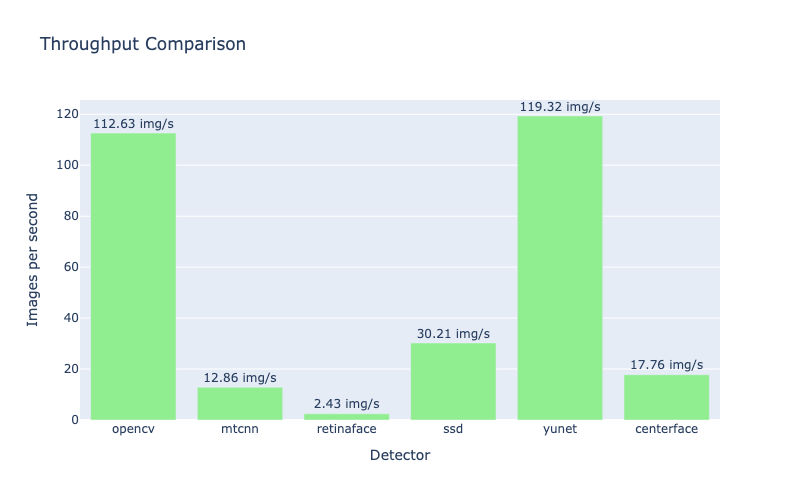 Throughput Comparison
119.32 img/s
120
112.63 img/s
100
80
60
Images per second
40
30.21 img/s
20
17.76 img/s
12.86 img/s
2.43 img/s
0
opencv mtcnn retinaface ssd yunet centerface
Detector